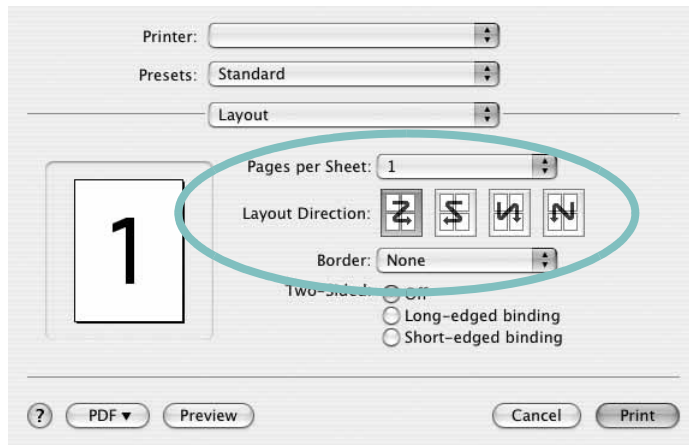 Printer:
Presets: Standard
Layout
Pages per Sheet: 1
Layout Direction:
1
Border: None
Two-Sided: Off
Long-edged binding
Short-edged binding
? PDF▼ Preview Cancel Print